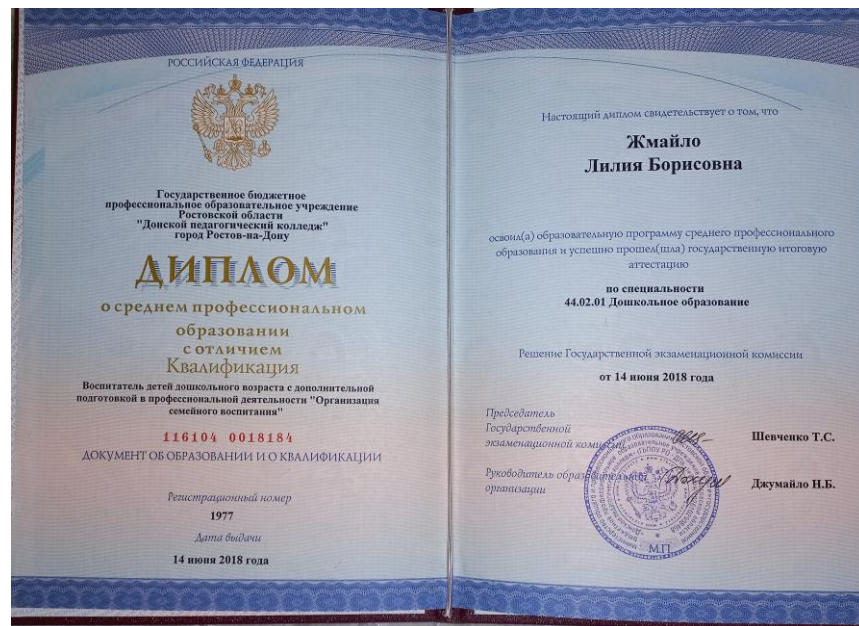 РОССИЙСКАЯ ФЕДЕРАЦИЯ
Государственное бюджетное
профессиональное образовательное учреждение
Ростовской области
"Донской педагогический колледж"
город Ростов-на-Дону
ДИПЛОМ
о среднем профессиональном
образовании
с отличием
Квалификация
Воспитатель детей дошкольного возраста с дополнительной
подготовкой в профессиональной деятельности "Организация
семейного воспитания"
116104 0018184
ДОКУМЕНТ ОБ ОБРАЗОВАНИИ И О КВАЛИФИКАЦИИ
Регистрационный номер
1977
Дата выдачи
14 июня 2018 года
Настоящий диплом свидетельствует о том, что
Жмайло
Лилия Борисовна
освоил(а) образовательную программу среднего профессионального
образования и успешно прошел(шла) государственную итоговую
аттестацию
по специальности
44.02.01 Дошкольное образование
Решение Государственной экзаменационной комиссии
от 14 июня 2018 года
Председатель
Государственной
экзаменационной комиссии
Шевченко Т.С.
Руководитель образовательной
организации
Джумайло Н.Б.
М.П.